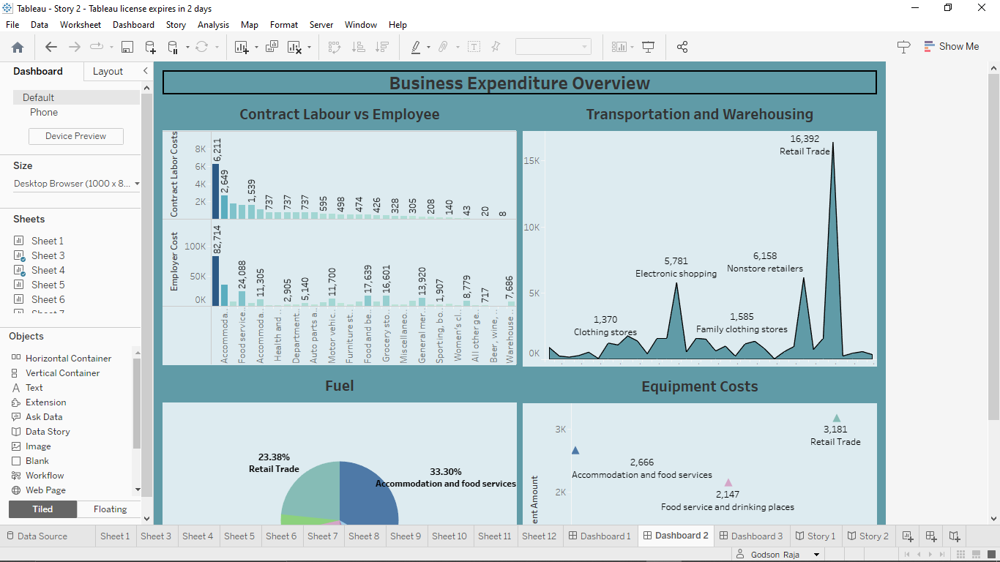 Tableau - Story 2 - Tableau license expires in 2 days
File Data Worksheet Dashboard Story Analysis Map Format Server Window Help
Show Me
Dashboard Layout
Default
Phone
Device Preview
Size
Desktop Browser (1000 x 8...
Sheets
Sheet 1
Sheet 3
Sheet 4
Sheet 5
Sheet 6
Objects
Horizontal Container
Vertical Container
Text
Extension
Ask Data
Data Story
Image
Blank
Workflow
Web Page
Tiled Floating
Business Expenditure Overview
Contract Labour vs Employee
Contract Labor Costs
8K
6K
4K
2K
6,211
2,649
1,539
737
737
737
595
498
474
426
328
305
208
140
43
20
8
Employer Cost
100K
50K
0K
82,714
24,088
11,305
2,905
5,140
11,700
17,639
16,601
13,920
1,907
8,779
717
7,686
Accommoda..
Food service..
Accommoda..
Health and ..
Department..
Auto parts a..
Motor vehic..
Furniture st..
Food and be..
Grocery sto..
Miscellaneo..
General mer..
Sporting, bo..
Women's cl..
All other ge..
Beer, wine, ..
Warehouse ..
Transportation and Warehousing
15K
10K
5K
0K
16,392
Retail Trade
5,781
Electronic shopping
6,158
Nonstore retailers
1,370
Clothing stores
1,585
Family clothing stores
Fuel
23.38%
Retail Trade
33.30%
Accommodation and food services
Equipment Costs
3K
2K
3,181
Retail Trade
2,666
Accommodation and food services
2,147
Food service and drinking places
Data Source Sheet 1 Sheet 3 Sheet 4 Sheet 5 Sheet 6 Sheet 7 Sheet 8 Sheet 9 Sheet 10 Sheet 11 Sheet 12 Dashboard 1 Dashboard 2 Dashboard 3 Story 1 Story 2
Godson Raja